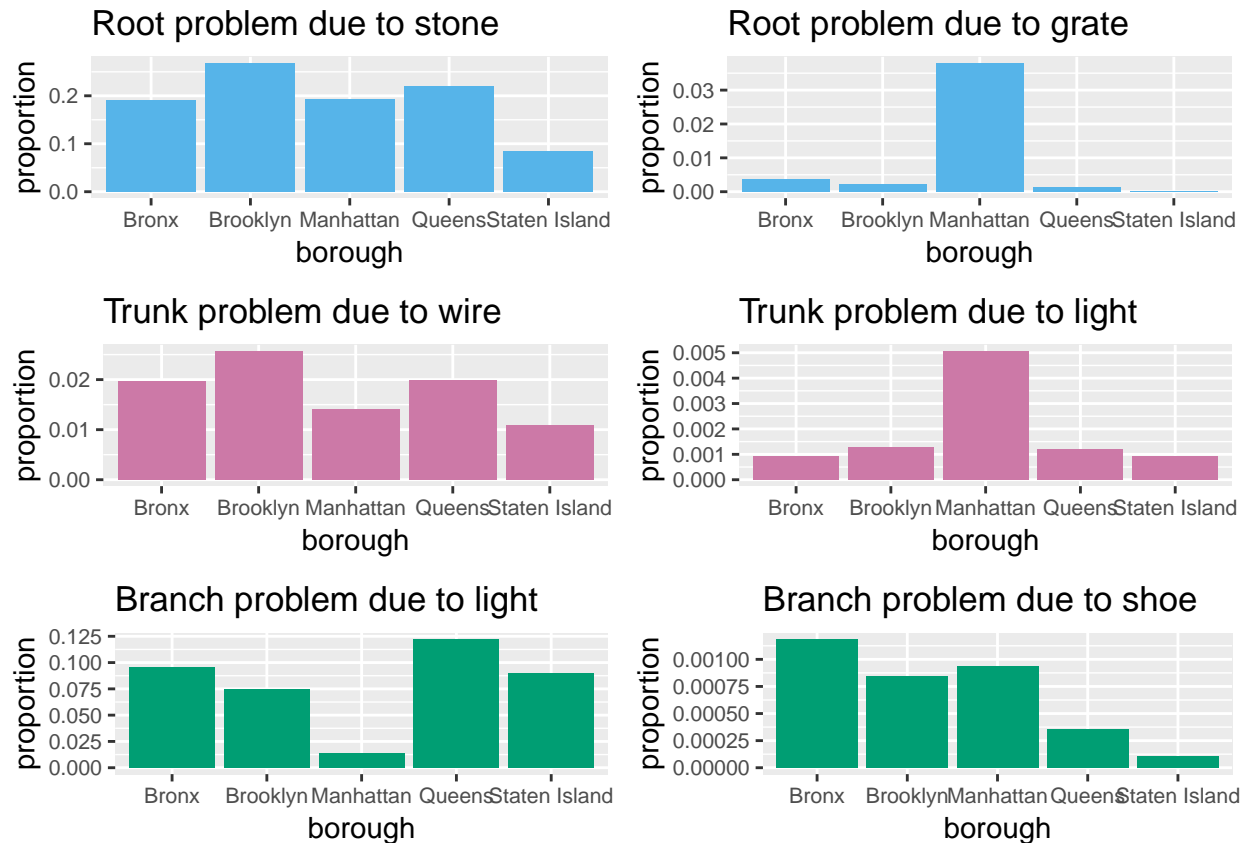 Root problem due to stone
proportion
0.2
0.1
0.0
Bronx Brooklyn Manhattan Queens Staten Island
borough
Root problem due to grate
proportion
0.03
0.02
0.01
0.00
Bronx Brooklyn Manhattan Queens Staten Island
borough
Trunk problem due to wire
proportion
0.02
0.01
0.00
Bronx Brooklyn Manhattan Queens Staten Island
borough
Trunk problem due to light
proportion
0.005
0.004
0.003
0.002
0.001
0.000
Bronx Brooklyn Manhattan Queens Staten Island
borough
Branch problem due to light
proportion
0.125
0.100
0.075
0.050
0.025
0.000
Bronx Brooklyn Manhattan Queens Staten Island
borough
Branch problem due to shoe
proportion
0.00100
0.00075
0.00050
0.00025
0.00000
Bronx Brooklyn Manhattan Queens Staten Island
borough